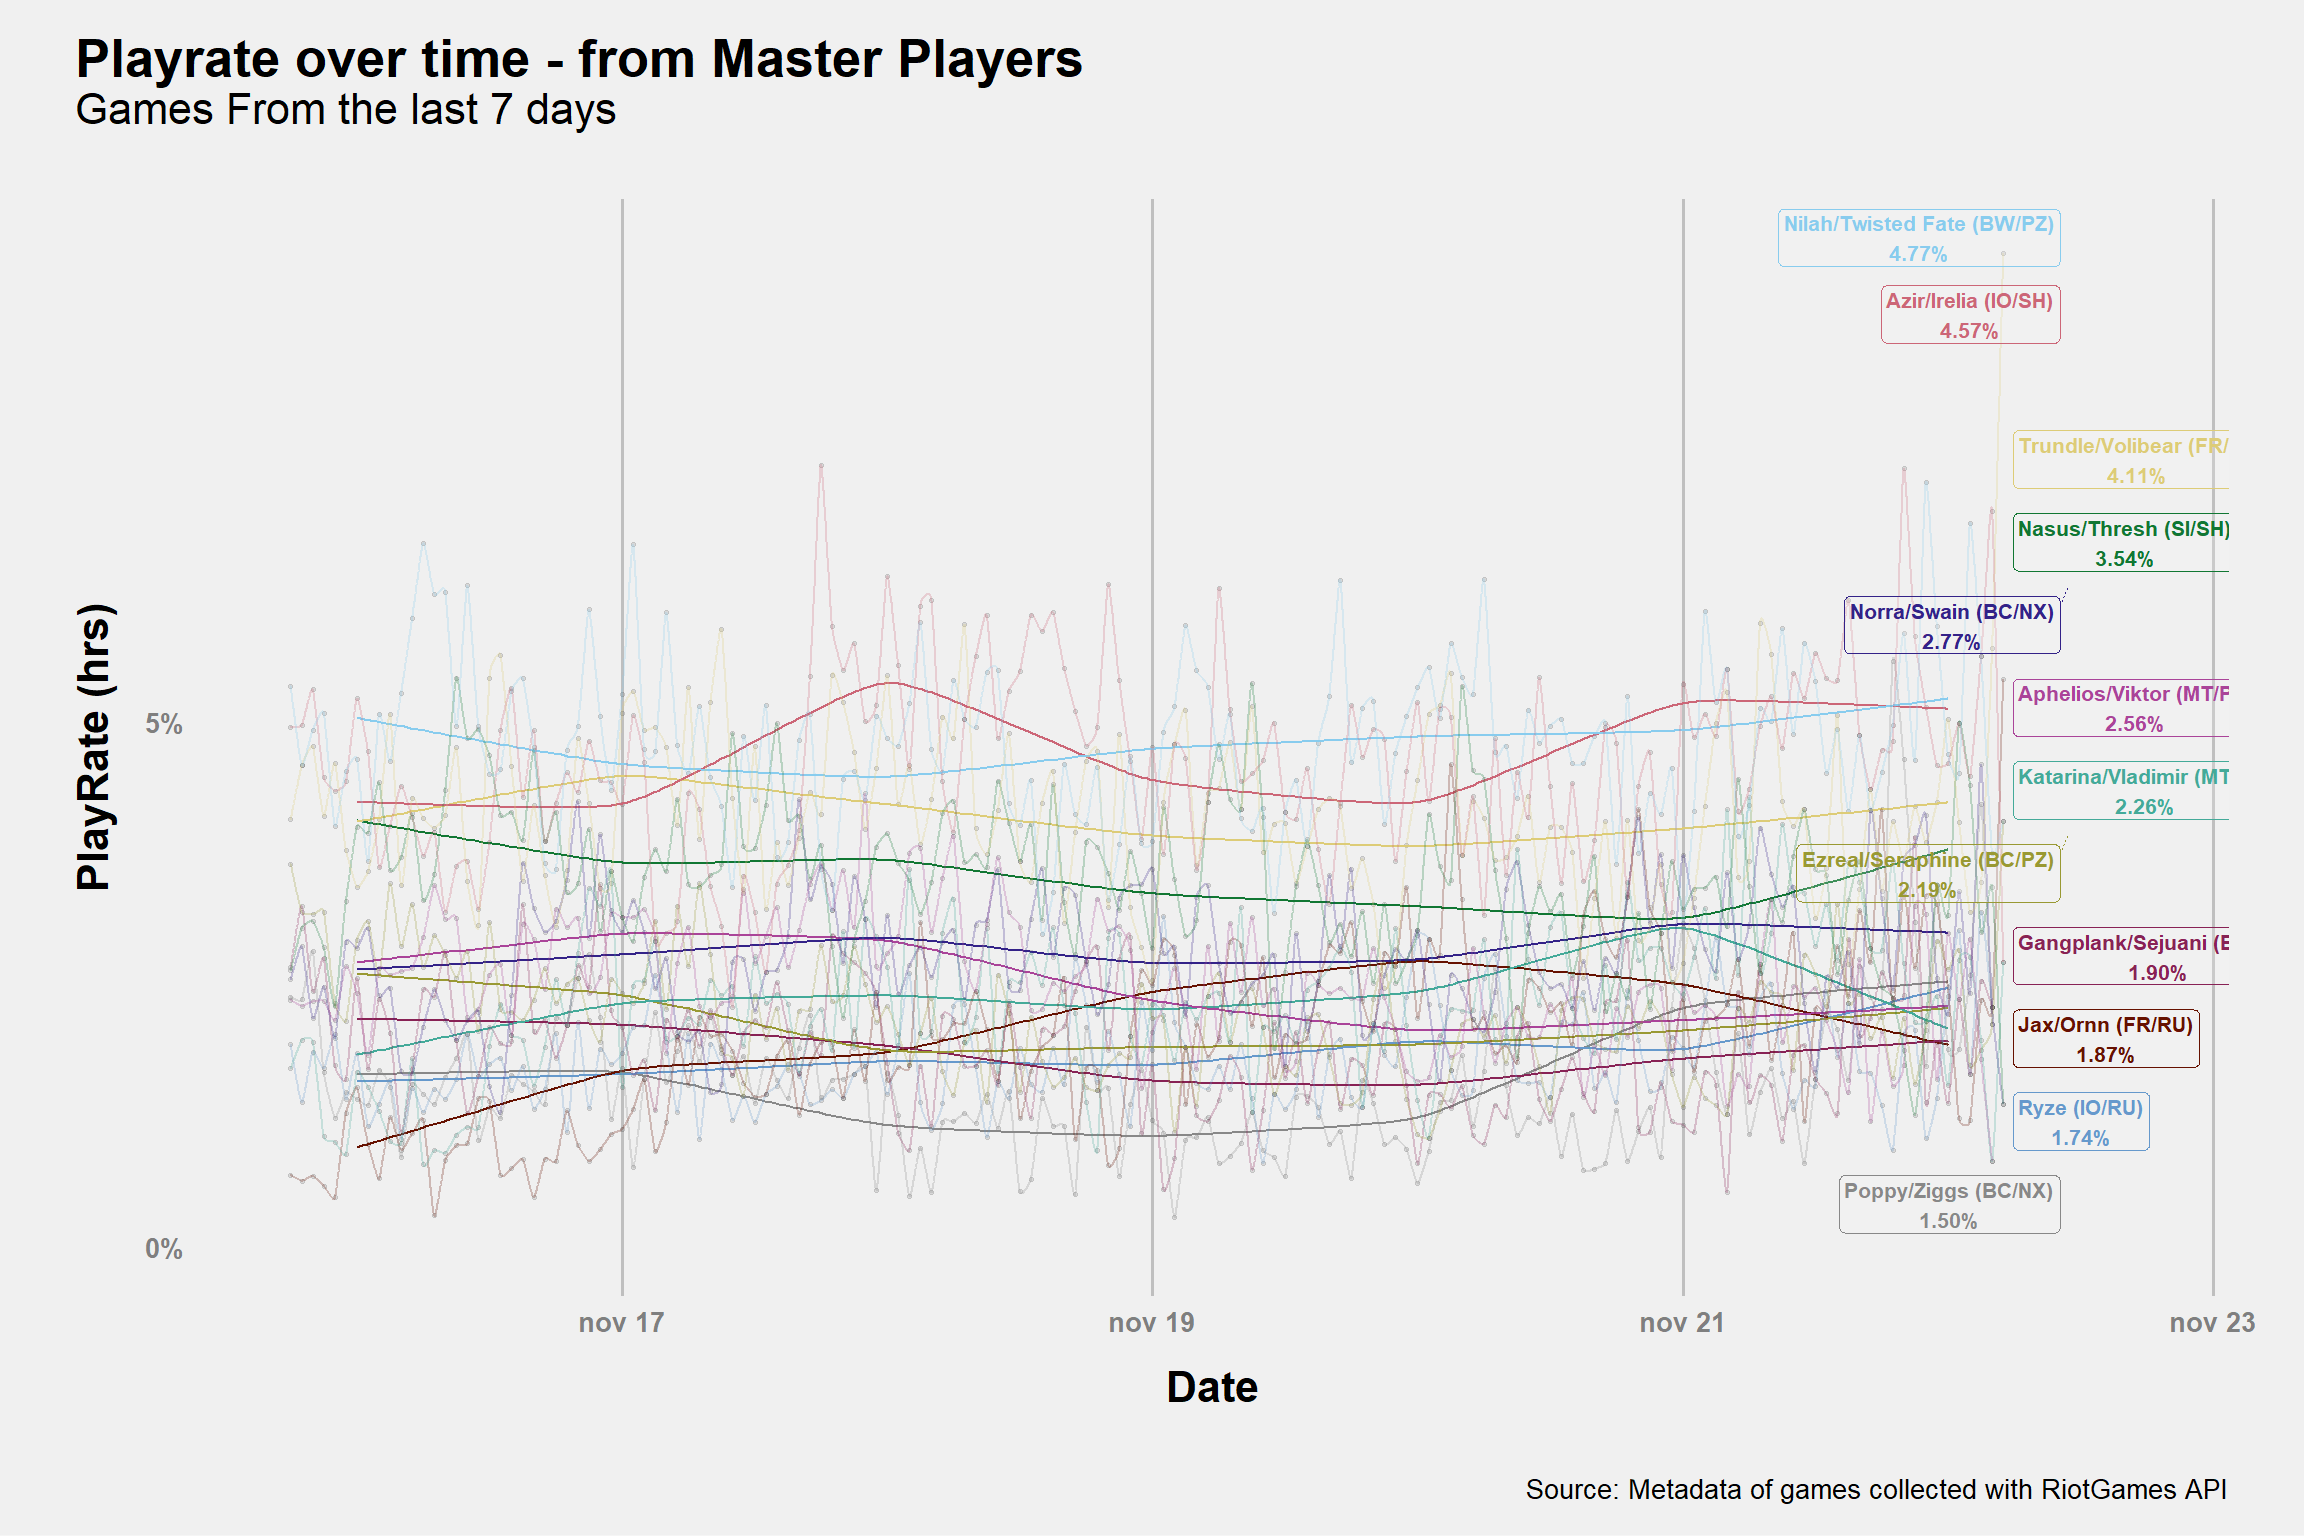 Playrate over time - from Master Players
Games From the last 7 days
Nilah/Twisted Fate (BW/PZ)
4.77%
Azir/Irelia (IO/SH)
4.57%
Trundle/Volibear (FR/
4.11%
Nasus/Thresh (SI/SH)
3.54%
Norra/Swain (BC/NX)
2.77%
Aphelios/Viktor (MT/P
2.56%
Katarina/Vladimir (MT
2.26%
Ezreal/Seraphine (BC/PZ)
2.19%
Gangplank/Sejuani (B
1.90%
Jax/Ornn (FR/RU)
1.87%
Ryze (IO/RU)
1.74%
Poppy/Ziggs (BC/NX)
1.50%
PlayRate (hrs)
5%
0%
nov 17
nov 19
nov 21
nov 23
Date
Source: Metadata of games collected with RiotGames API